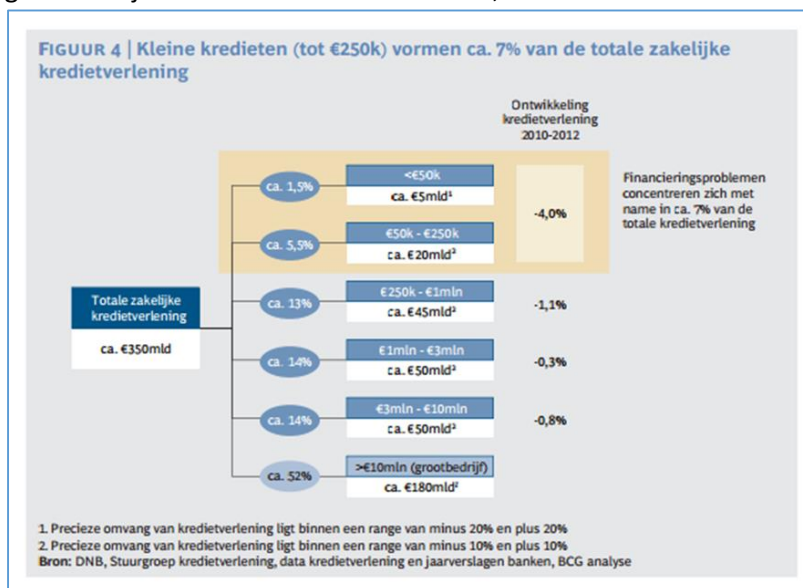 FIGUUR 4 | Kleine kredieten (tot €250k) vormen ca. 7% van de totale zakelijke
kredietverlening
Ontwikkeling
kredietverlening
2010-2012
ca. 1,5%
<€50k
ca. €5mld¹
-4,0%
Financieringsproblemen
concentreren zich met
name in ca. 7% van de
totale kredietverlening
ca. 5,5%
€50k - €250k
ca. €20mld²
Totale zakelijke
kredietverlening
ca. €350mld
ca. 13%
€250k - €1mln
ca. €45mld²
-1,1%
ca. 14%
€1mln - €3mln
ca. €50mld²
-0,3%
ca. 14%
€3mln - €10mln
ca. €50mld²
-0,8%
ca. 52%
>€10mln (grootbedrijf)
ca. €180mld²
1. Precieze omvang van kredietverlening ligt binnen een range van minus 20% en plus 20%
2. Precieze omvang van kredietverlening ligt binnen een range van minus 10% en plus 10%
Bron: DNB, Stuurgroep kredietverlening, data kredietverlening en jaarverslagen banken, BCG analyse